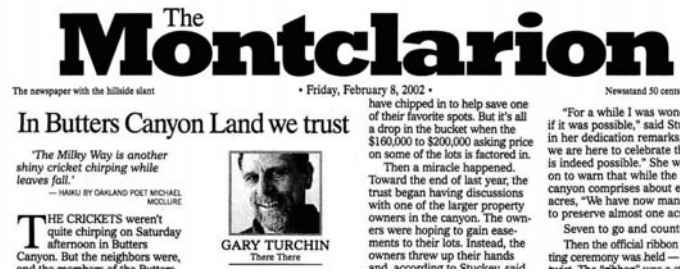 The
Montclarion
The newspaper with the hillside slant
• Friday, February 8, 2002 •
Newsstand 50 cents
In Butters Canyon Land we trust
'The Milky Way is another
shiny cricket chirping while
leaves fall.'
— HAIKU BY OAKLAND POET MICHAEL
MCCLURE
THE CRICKETS weren't
quite chirping on Saturday
afternoon in Butters
Canyon. But the neighbors were,
and the members of the Butters
GARY TURCHIN
There There
have chipped in to help save one
of their favorite spots. But it's all
a drop in the bucket when the
$160,000 to $200,000 asking price
on some of the lots is factored in.
Then a miracle happened.
Toward the end of last year, the
trust began having discussions
with one of the larger property
owners in the canyon. The own-
ers were hoping to gain ease-
ments to their lots. Instead, the
owners threw up their hands
and, according to Stuckey, said
"For a while I was won
if it was possible," said Stu
in her dedication remarks
we are here to celebrate th
is indeed possible." She w
on to warn that while the
canyon comprises about e
acres, "We have now man
to preserve almost one ac
Seven to go and count
Then the official ribbon
ting ceremony was held —